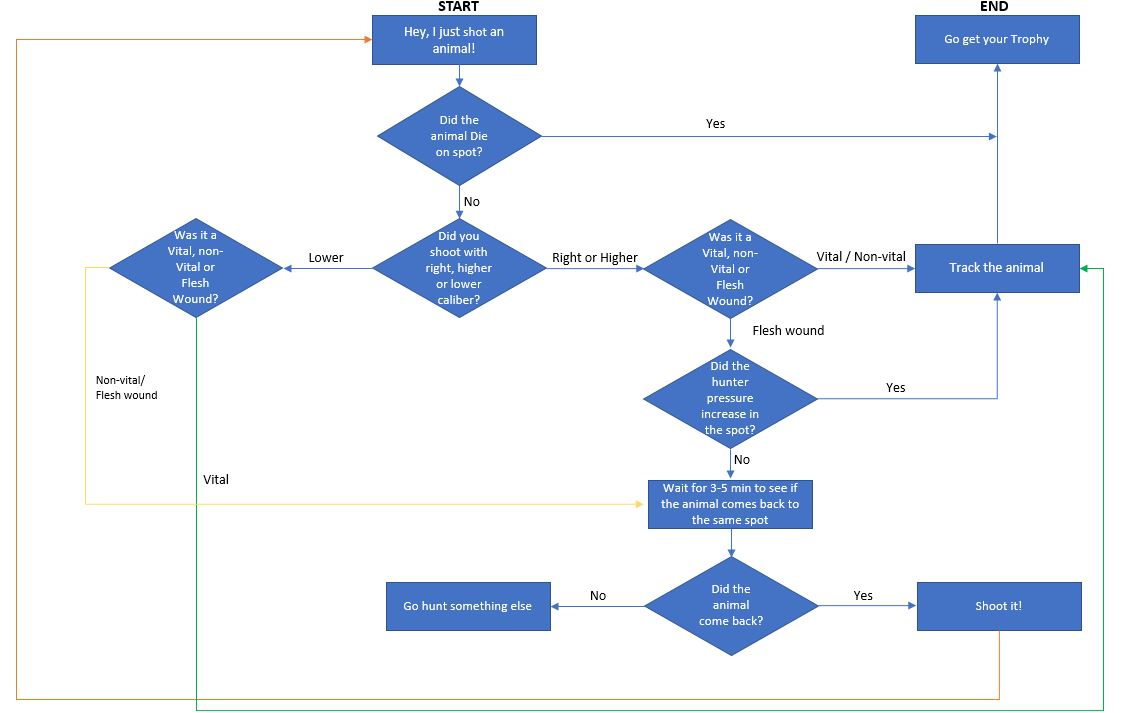 START
END
Hey, I just shot an
animal!
Go get your Trophy
Did the
animal Die
on spot?
Yes
No
Was it a
Vital, non-
Vital or
Flesh
Wound?
Lower
Did you
shoot with
right, higher
or lower
caliber?
Right or Higher
Was it a
Vital, non-
Vital or
Flesh
Wound?
Vital / Non-vital
Track the animal
Flesh wound
Non-vital/
Flesh wound
Did the
hunter
pressure
increase in
the spot?
Yes
No
Vital
Wait for 3-5 min to see if
the animal comes back to
the same spot
Go hunt something else
No
Did the
animal
come back?
Yes
Shoot it!